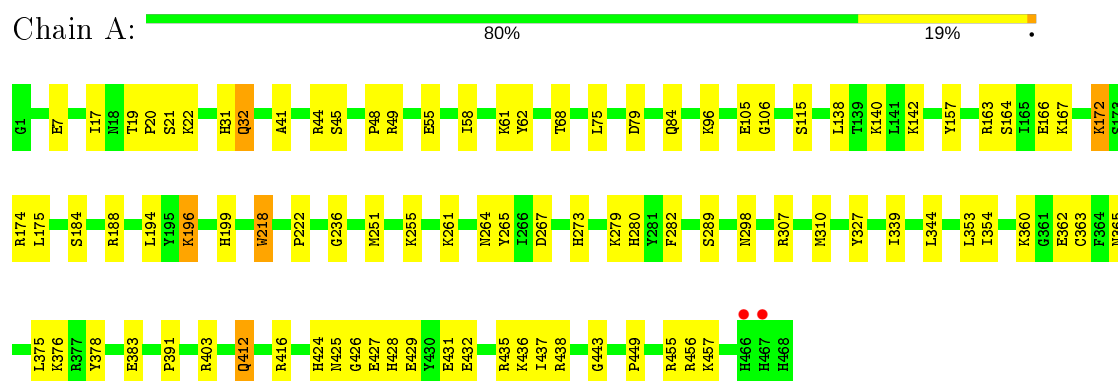 Chain A:
80% 19% •
G1 E7 I17 N18 T19 P20 S21 K22 H31 Q32 A41 R44 S45 P48 R49 E55 I58 K61 Y62 T68 L75 D79 Q84 K96 E105 G106 S115 L138 T139 K140 L141 K142 Y157 R163 S164 I165 E166 K167 K172 S173
R174 L175 S184 R188 L194 Y195 K196 H199 W218 P222 G236 M251 K255 K261 N264 Y265 I266 D267 H273 K279 H280 Y281 F282 S289 N298 R307 M310 Y327 I339 L344 L353 I354 K360 G361 E362 C363 F364 N365
L375 K376 R377 Y378 E383 P391 R403 Q412 R416 H424 N425 G426 E427 H428 E429 Y430 E431 E432 R435 K436 I437 R438 G443 P449 R455 R456 K457 H466 H467 H468